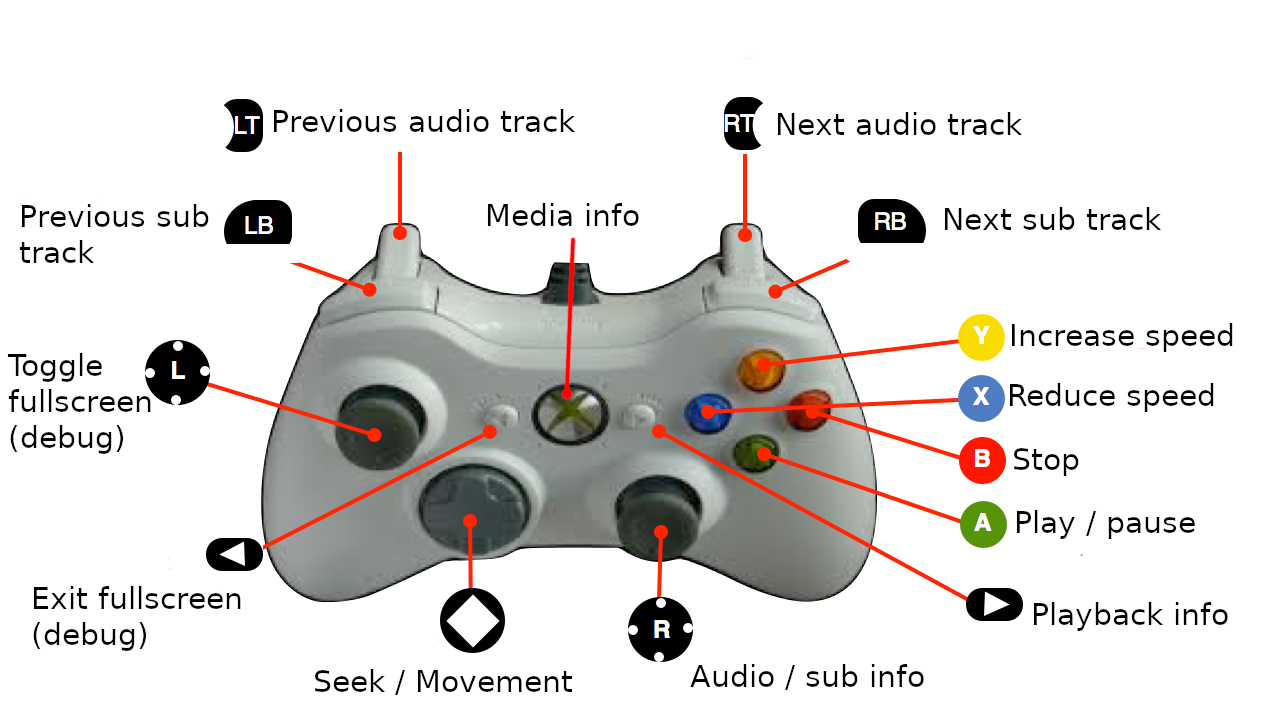 LT Previous audio track
RT Next audio track
Previous sub
track
LB
Media info
RB Next sub track
Y Increase speed
Toggle
fullscreen
(debug)
L
X Reduce speed
B Stop
A Play / pause
Exit fullscreen
(debug)
Playback info
R
Seek / Movement
Audio / sub info